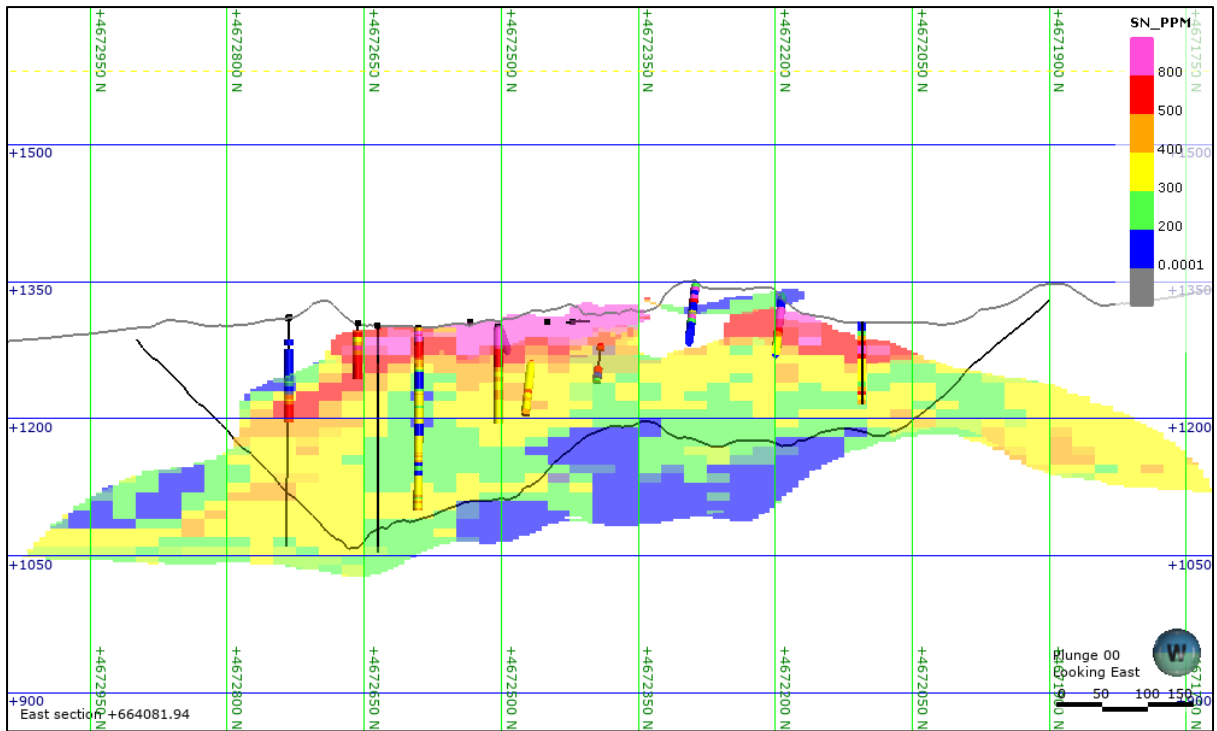 +4672950 N
+4672800 N
+4672650 N
+4672500 N
+4672350 N
+4672200 N
+4672050 N
+4671900 N
+4671750 N
SN_PPM
800
500
400
300
200
0.0001
+1500
+1500
+1350
+1350
+1200
+1200
+1050
+1050
+900
+900
+4672950 N
+4672800 N
+4672650 N
+4672500 N
+4672350 N
+4672200 N
+4672050 N
+4671900 N
W
Plunge 00
Looking East
0 50 100 150
East section +664081.94